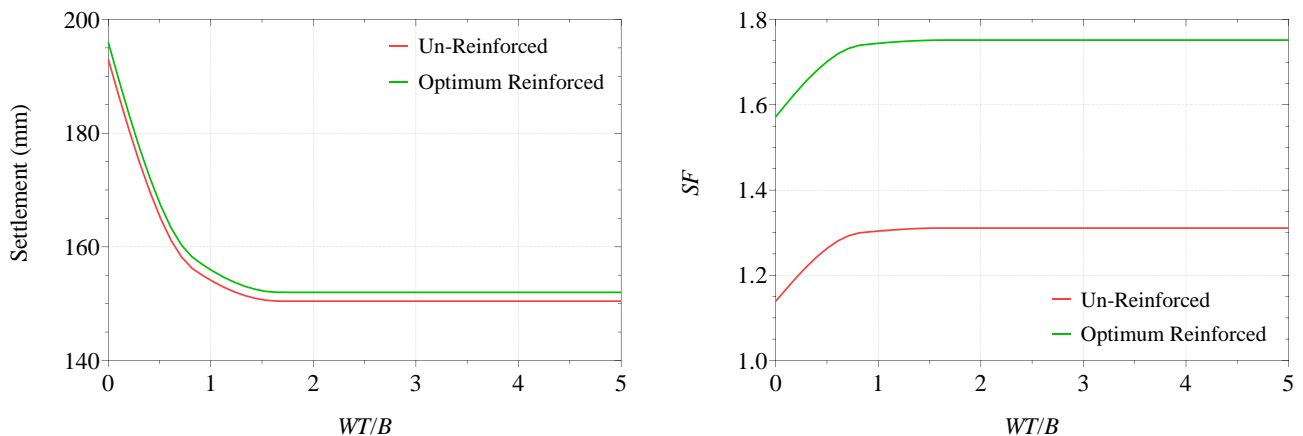 200
180
160
140
Settlement (mm)
Un-Reinforced
Optimum Reinforced
0 1 2 3 4 5
WT/B
1.8
1.6
1.4
1.2
1.0
SF
Un-Reinforced
Optimum Reinforced
0 1 2 3 4 5
WT/B